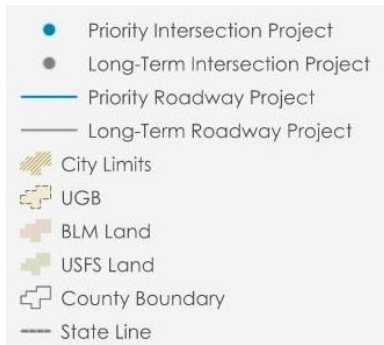 Priority Intersection Project
Long-Term Intersection Project
Priority Roadway Project
Long-Term Roadway Project
City Limits
UGB
BLM Land
USFS Land
County Boundary
State Line